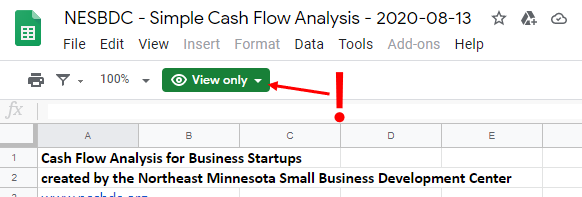 NESBDC - Simple Cash Flow Analysis - 2020-08-13
File Edit View Insert Format Data Tools Add-ons Help
100% View only
!
fx
A B C D E
1 Cash Flow Analysis for Business Startups
2 created by the Northeast Minnesota Small Business Development Center